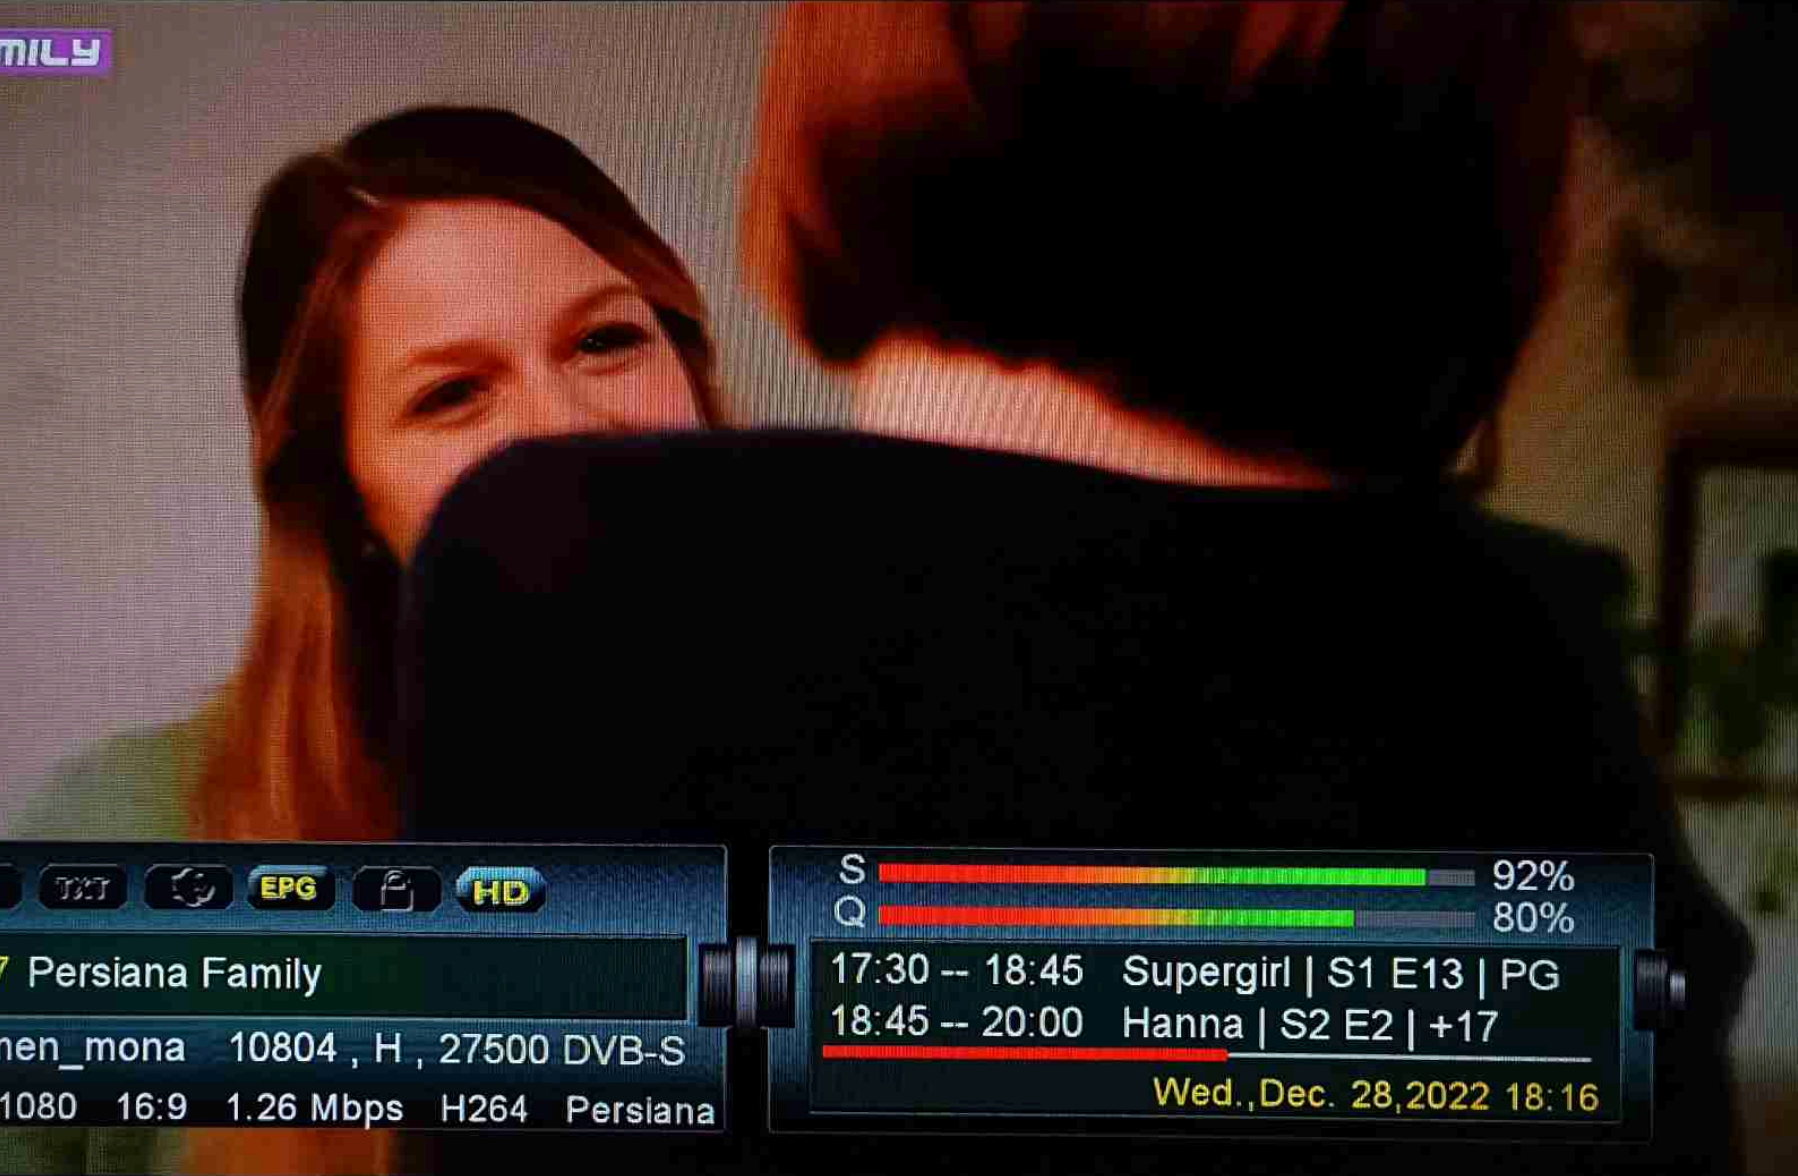 MILY
TXT EPG HD
7 Persiana Family
men_mona 10804 , H , 27500 DVB-S
1080 16:9 1.26 Mbps H264 Persiana
S 92%
Q 80%
17:30 -- 18:45 Supergirl | S1 E13 | PG
18:45 -- 20:00 Hanna | S2 E2 | +17
Wed.,Dec. 28,2022 18:16